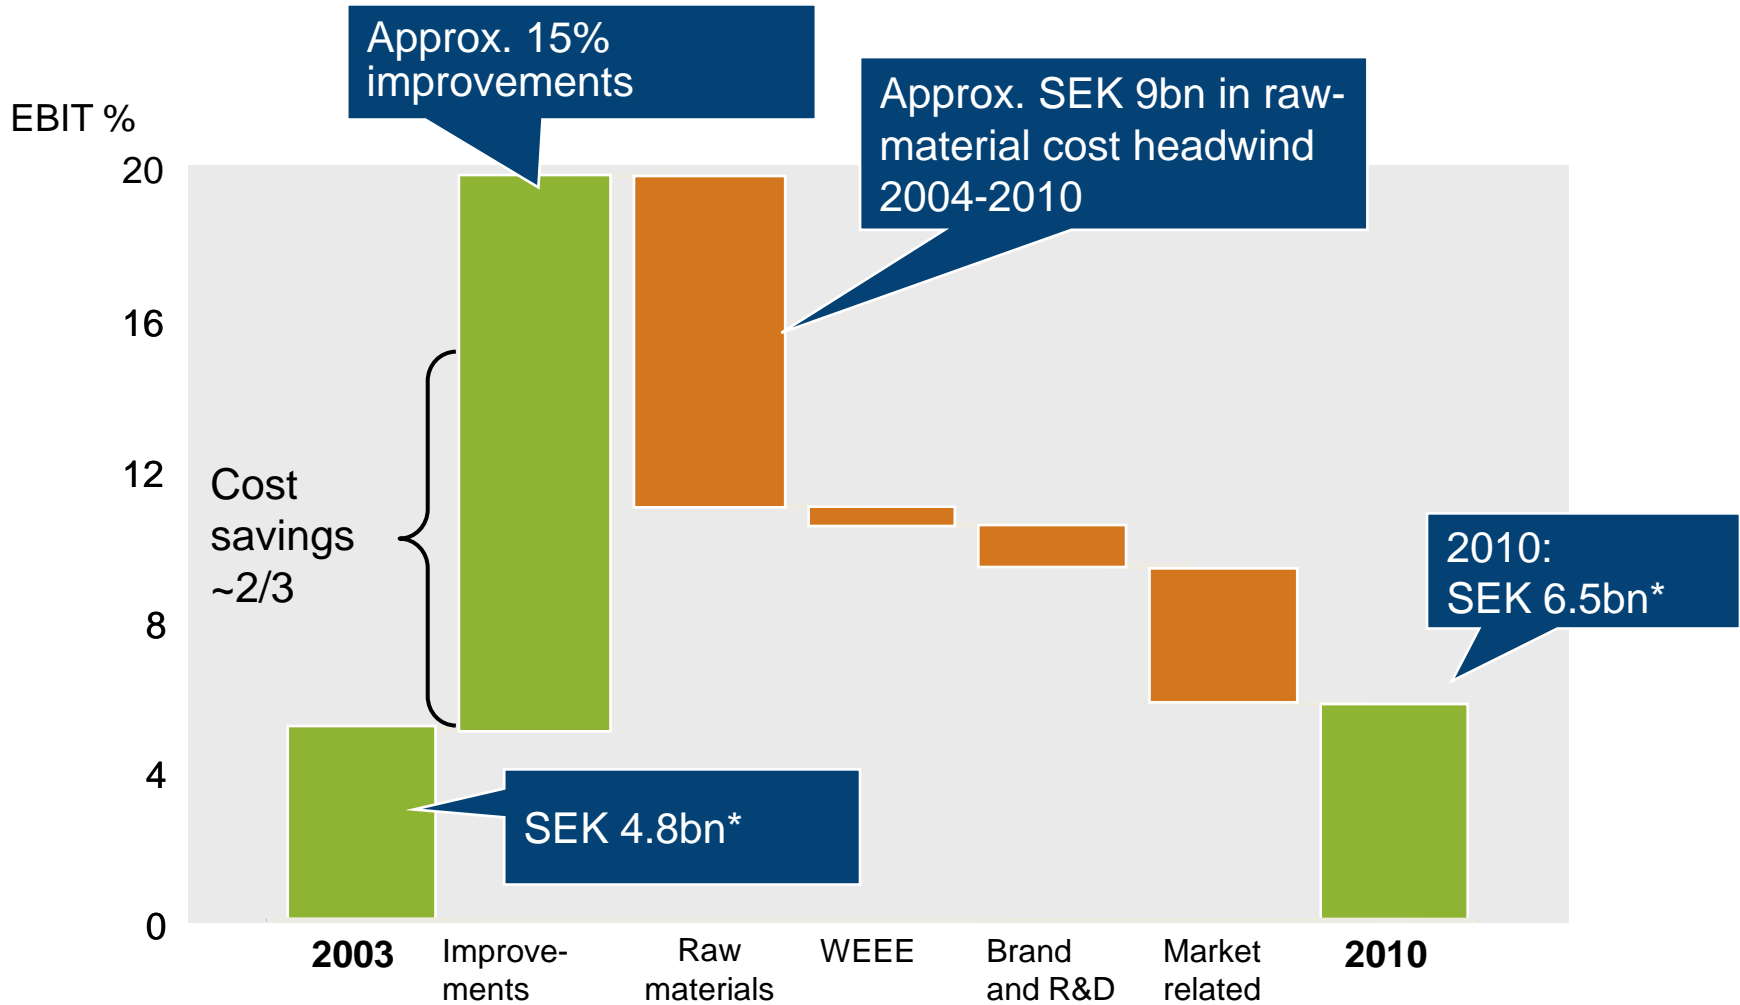 Approx. 15%
improvements
Approx. SEK 9bn in raw-
material cost headwind
2004-2010
EBIT %
20
16
12
8
4
0
Cost
savings
~2/3
2010:
SEK 6.5bn*
SEK 4.8bn*
2003
Improve-
ments
Raw
materials
WEEE
Brand
and R&D
Market
related
2010